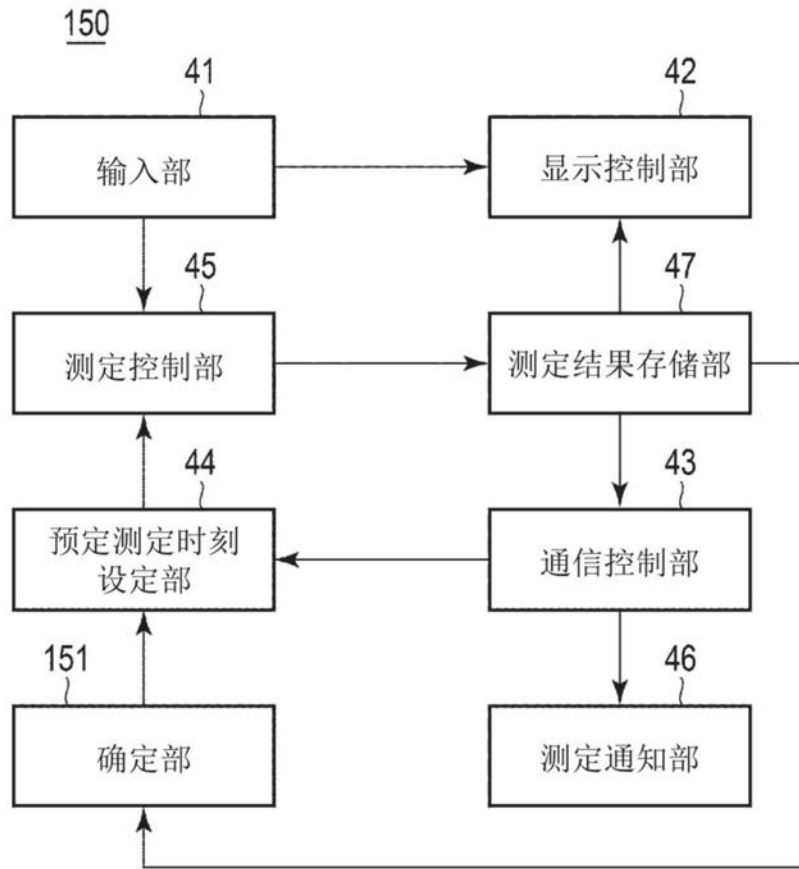 150
41
输入部
42
显示控制部
45
测定控制部
47
测定结果存储部
44
预定测定时刻
设定部
43
通信控制部
151
确定部
46
测定通知部